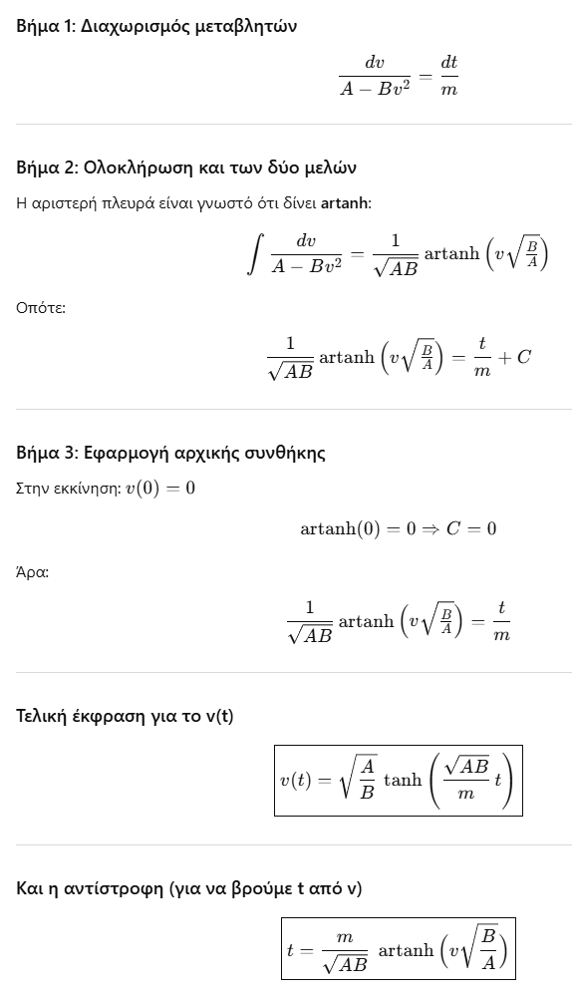 Βήμα 1: Διαχωρισμός μεταβλητών
$$\frac{dv}{A - Bv^2} = \frac{dt}{m}$$
Βήμα 2: Ολοκλήρωση και των δύο μελών
Η αριστερή πλευρά είναι γνωστό ότι δίνει artanh:
$$\int \frac{dv}{A - Bv^2} = \frac{1}{\sqrt{AB}} \operatorname{artanh}\left(v\sqrt{\frac{B}{A}}\right)$$
Οπότε:
$$\frac{1}{\sqrt{AB}} \operatorname{artanh}\left(v\sqrt{\frac{B}{A}}\right) = \frac{t}{m} + C$$
Βήμα 3: Εφαρμογή αρχικής συνθήκης
Στην εκκίνηση: $v(0) = 0$
$$\operatorname{artanh}(0) = 0 \Rightarrow C = 0$$
Άρα:
$$\frac{1}{\sqrt{AB}} \operatorname{artanh}\left(v\sqrt{\frac{B}{A}}\right) = \frac{t}{m}$$
Τελική έκφραση για το v(t)
$$\boxed{v(t) = \sqrt{\frac{A}{B}} \tanh\left(\frac{\sqrt{AB}}{m} t\right)}$$
Και η αντίστροφη (για να βρούμε t από v)
$$\boxed{t = \frac{m}{\sqrt{AB}} \operatorname{artanh}\left(v\sqrt{\frac{B}{A}}\right)}$$